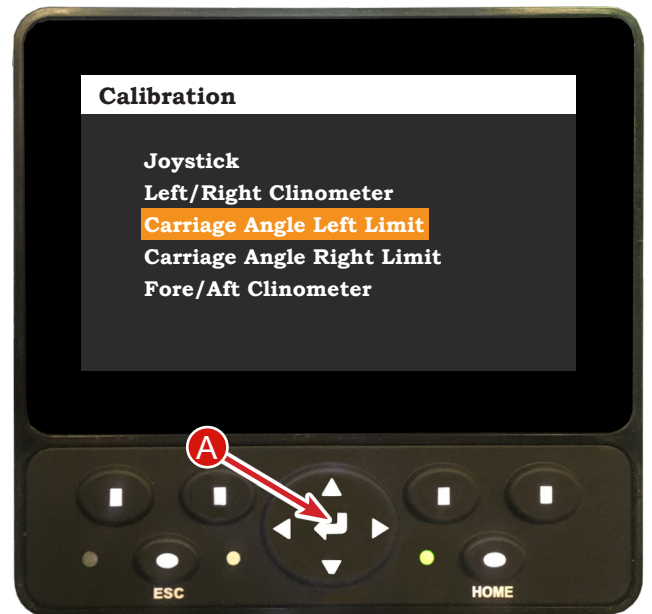 Calibration
Joystick
Left/Right Clinometer
Carriage Angle Left Limit
Carriage Angle Right Limit
Fore/Aft Clinometer
A
ESC
HOME